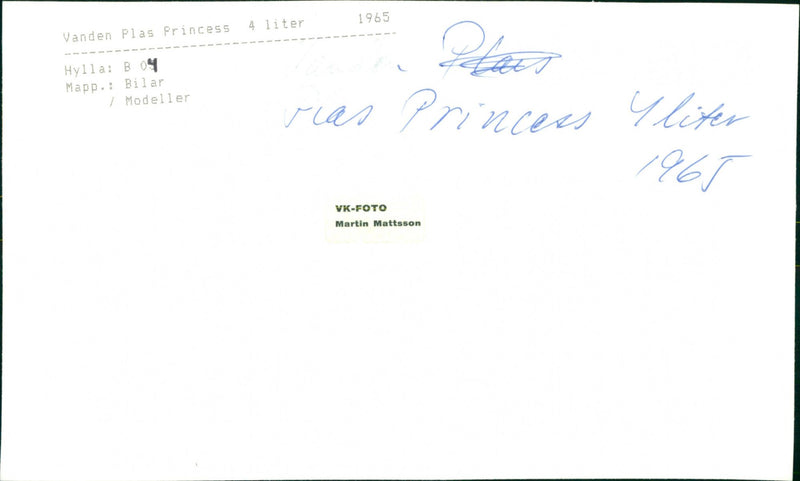 Vanden Plas Princess 4 liter 1965
Hylla: B 04
Mapp.: Bilar
/ Modeller
Plas
Princess 4 liter
1965
VK-FOTO
Martin Mattsson